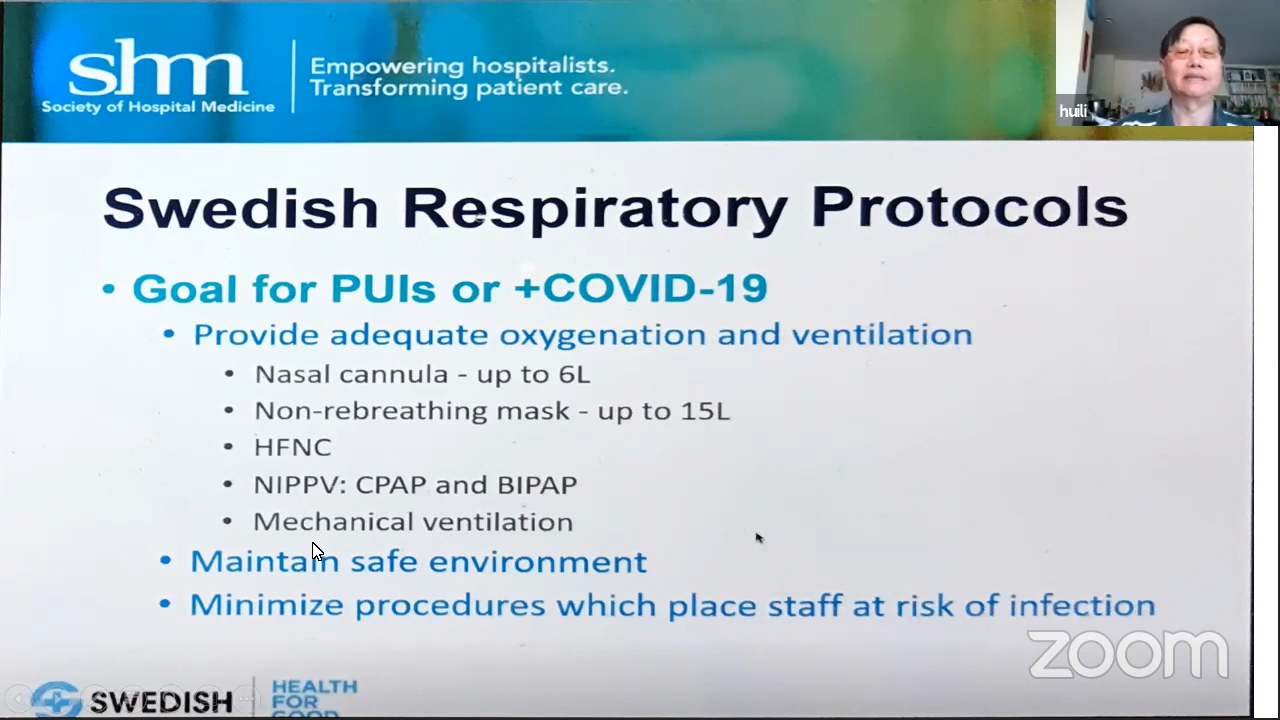 shm
Society of Hospital Medicine
Empowering hospitalists.
Transforming patient care.
huili
Swedish Respiratory Protocols
• Goal for PUIs or +COVID-19
• Provide adequate oxygenation and ventilation
• Nasal cannula - up to 6L
• Non-rebreathing mask - up to 15L
• HFNC
• NIPPV: CPAP and BIPAP
• Mechanical ventilation
• Maintain safe environment
• Minimize procedures which place staff at risk of infection
zoom
SWEDISH
HEALTH
FOR
GOOD